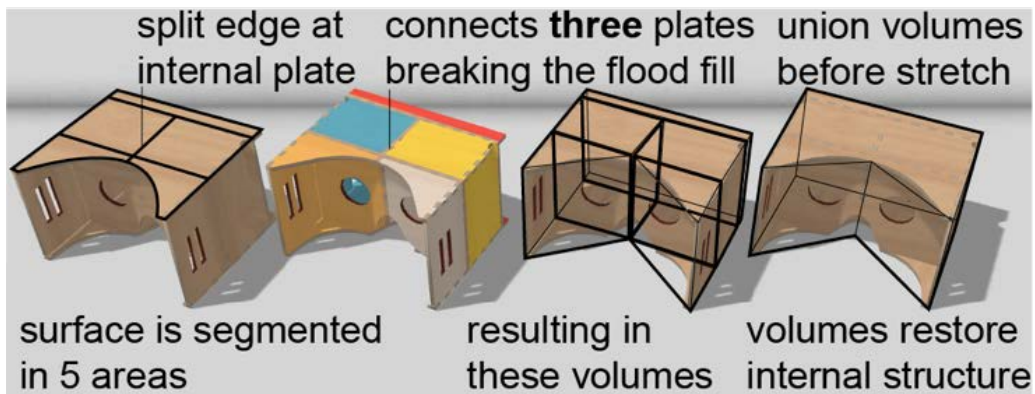 split edge at
internal plate
connects three plates
breaking the flood fill
union volumes
before stretch
surface is segmented
in 5 areas
resulting in
these volumes
volumes restore
internal structure